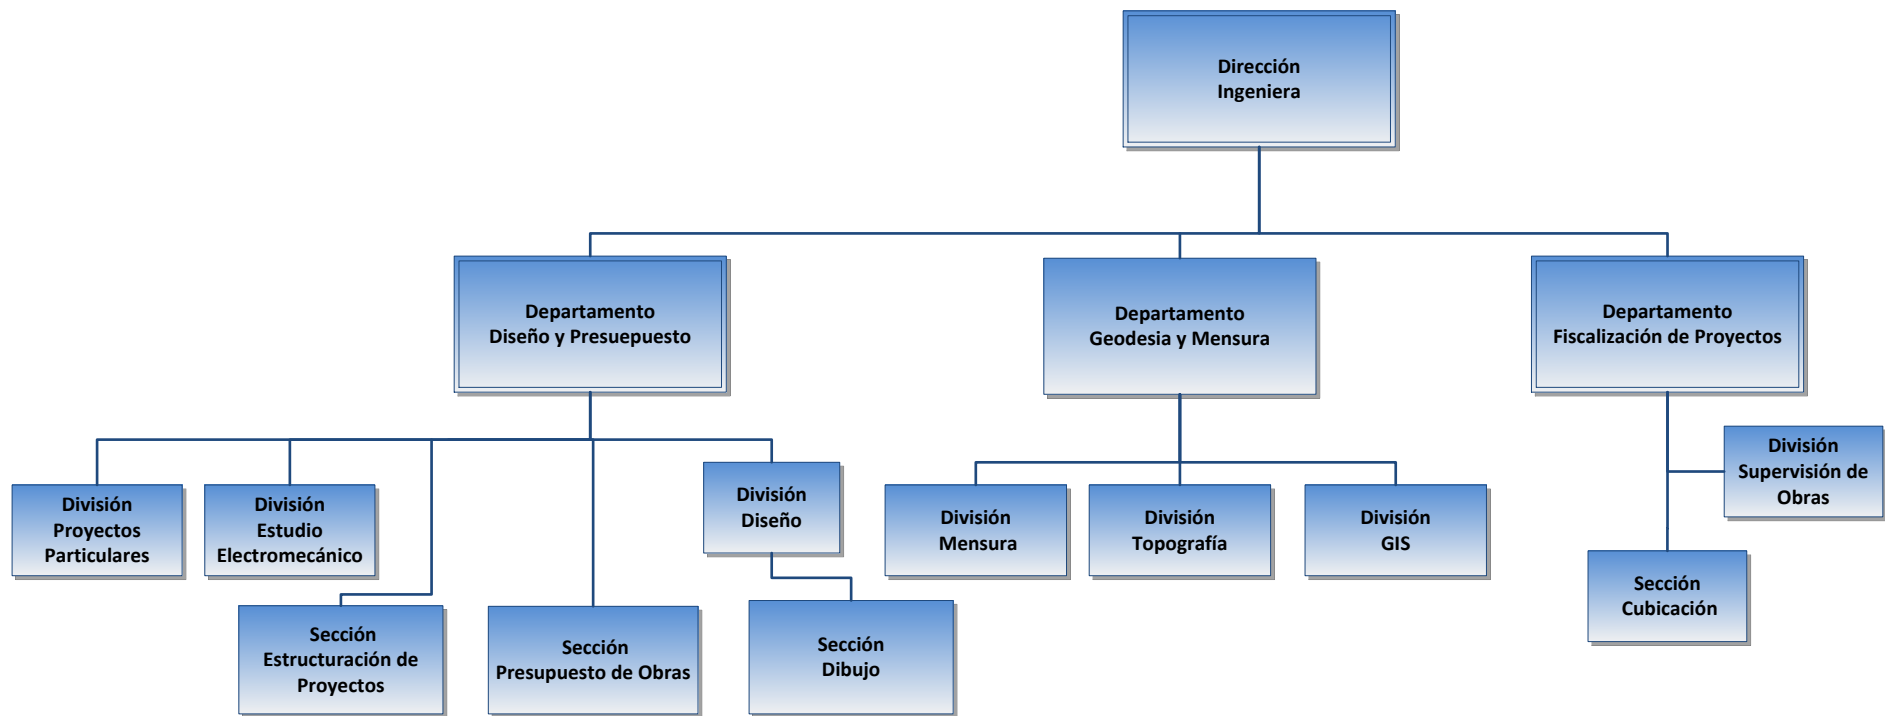 Dirección
Ingeniera
Departamento
Diseño y Presuepuesto
Departamento
Geodesia y Mensura
Departamento
Fiscalización de Proyectos
División
Proyectos
Particulares
División
Estudio
Electromecánico
División
Diseño
División
Mensura
División
Topografía
División
GIS
División
Supervisión de
Obras
Sección
Estructuración de
Proyectos
Sección
Presupuesto de Obras
Sección
Dibujo
Sección
Cubicación